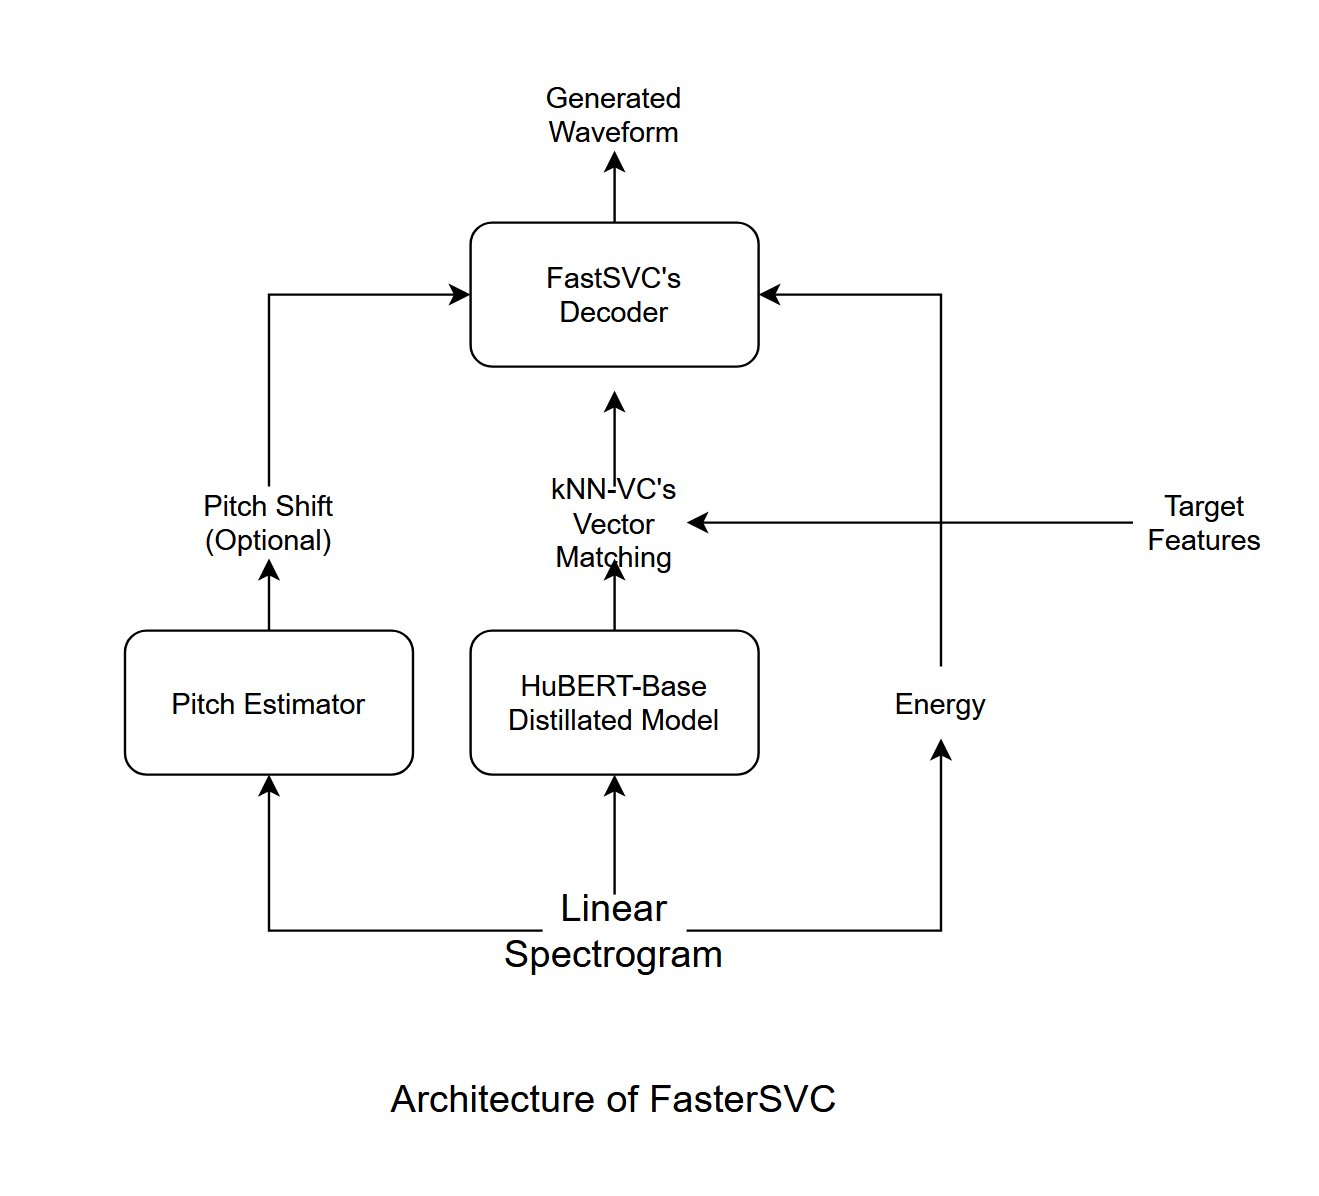 Generated
Waveform
FastSVC's
Decoder
Pitch Shift
(Optional)
kNN-VC's
Vector
Matching
Target
Features
Pitch Estimator
HuBERT-Base
Distillated Model
Energy
Linear
Spectrogram
Architecture of FasterSVC